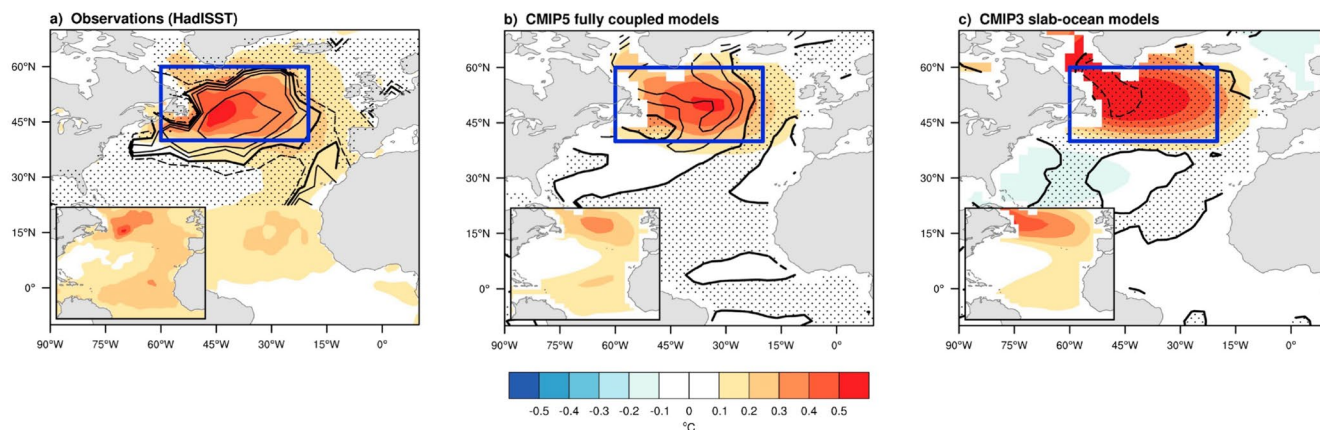 a) Observations (HadISST)
b) CMIP5 fully coupled models
c) CMIP3 slab-ocean models
60°N
45°N
30°N
15°N
0°
60°N
45°N
30°N
15°N
0°
60°N
45°N
30°N
15°N
0°
90°W 75°W 60°W 45°W 30°W 15°W 0°
90°W 75°W 60°W 45°W 30°W 15°W 0°
90°W 75°W 60°W 45°W 30°W 15°W 0°
-0.5 -0.4 -0.3 -0.2 -0.1 0 0.1 0.2 0.3 0.4 0.5
°C